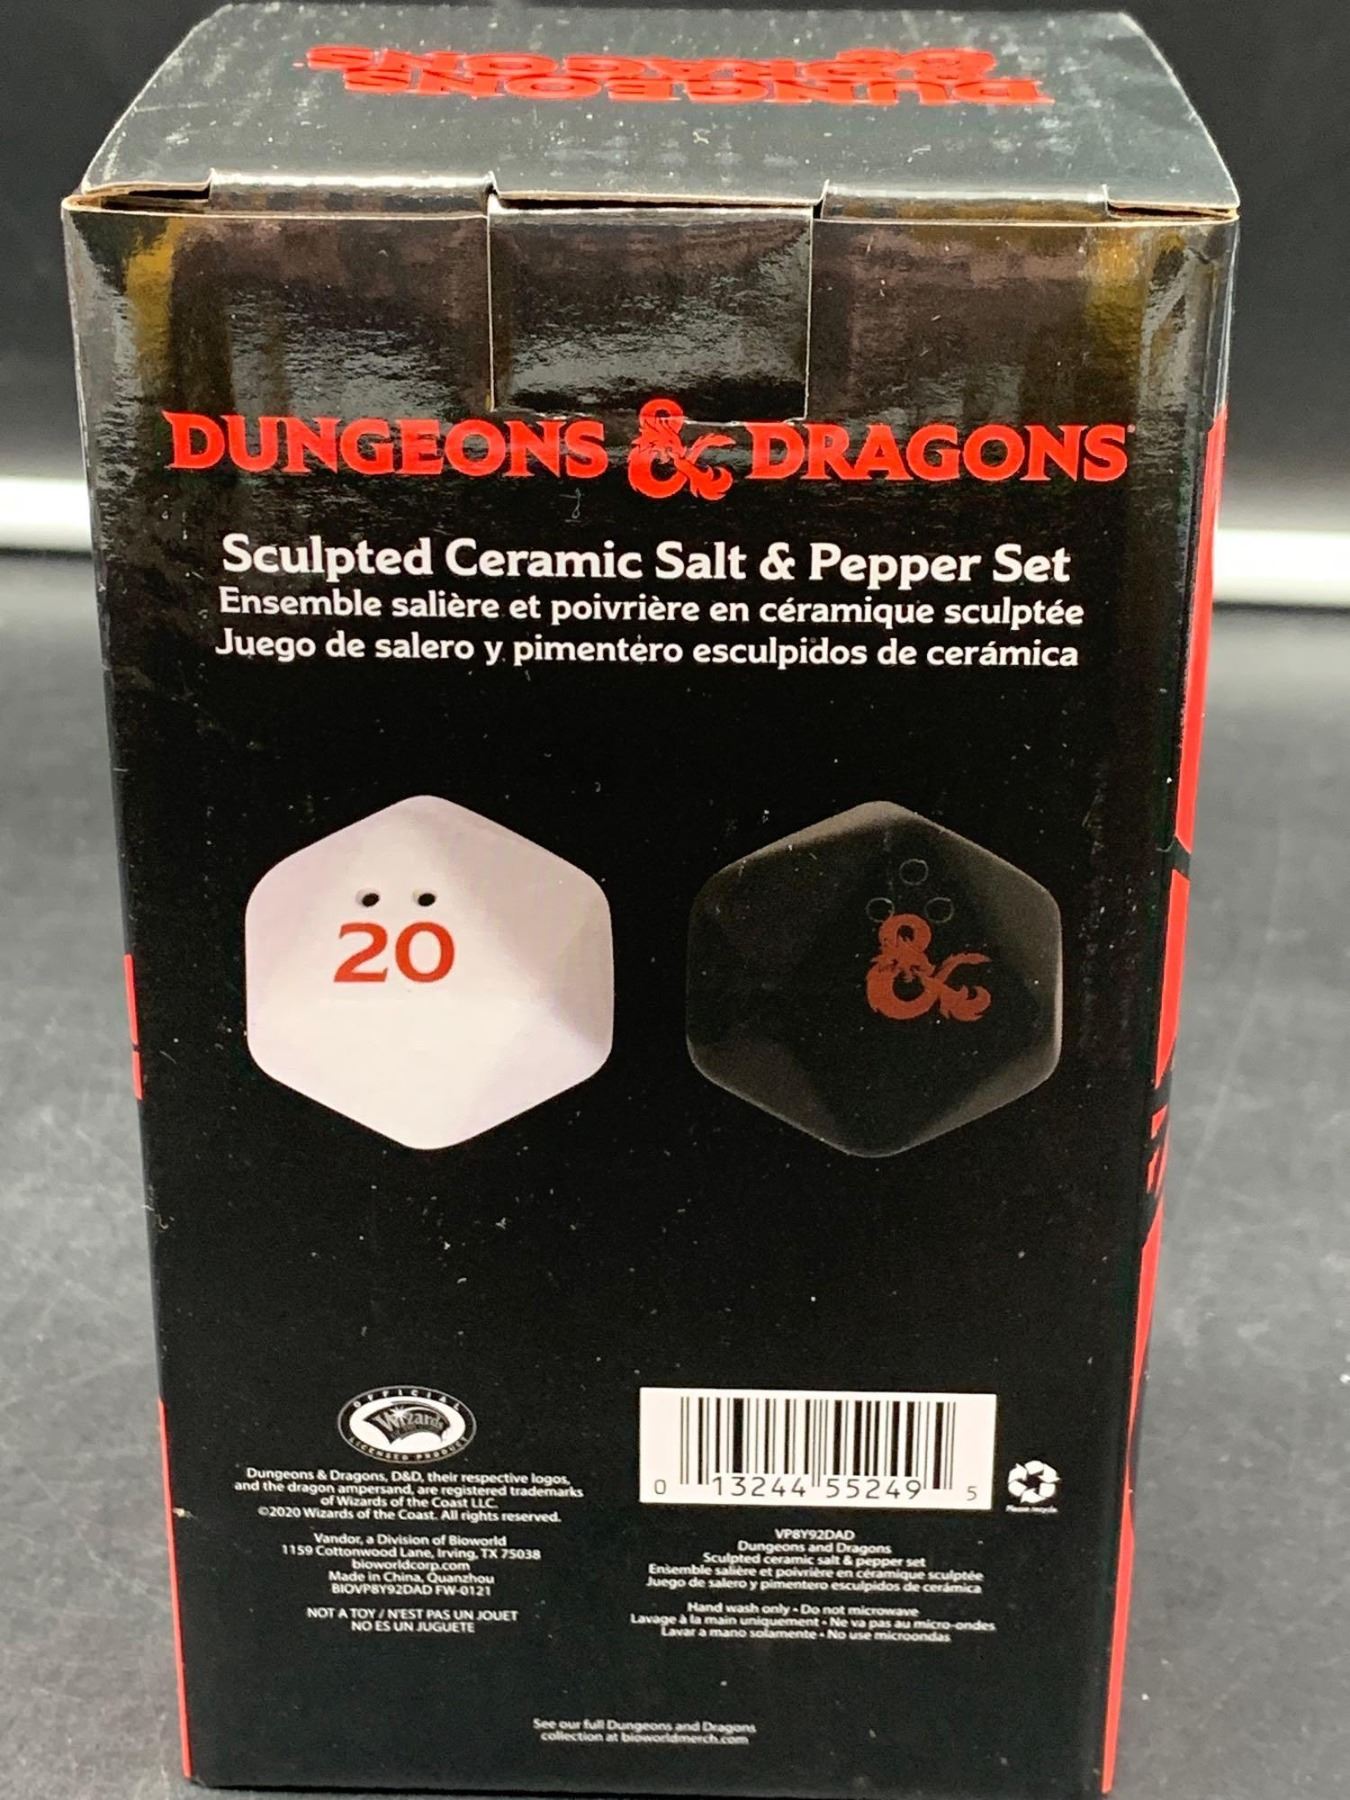 DUNGEONS
& DRAGONS
DUNGEONS & DRAGONS
Sculpted Ceramic Salt & Pepper Set
Ensemble salière et poivrière en céramique sculptée
Juego de salero y pimentero esculpidos de cerámica
20
&
OFFICIAL
Wizards
LICENSED PRODUCT
Dungeons & Dragons, D&D, their respective logos,
and the dragon ampersand, are registered trademarks
of Wizards of the Coast LLC.
©2020 Wizards of the Coast. All rights reserved.
Vandor, a Division of Bioworld
1159 Cottonwood Lane, Irving, TX 75038
bioworldcorp.com
Made in China, Quanzhou
BIOVP8Y92DAD FW-0121
NOT A TOY / N'EST PAS UN JOUET
NO ES UN JUGUETE
0 13244 55249 5
Please recycle
VP8Y92DAD
Dungeons and Dragons
Sculpted ceramic salt & pepper set
Ensemble salière et poivrière en céramique sculptée
Juego de salero y pimentero esculpidos de cerámica
Hand wash only • Do not microwave
Lavage à la main uniquement • Ne va pas au micro-ondes
Lavar a mano solamente • No use microondas
See our full Dungeons and Dragons
collection at bioworldmerch.com